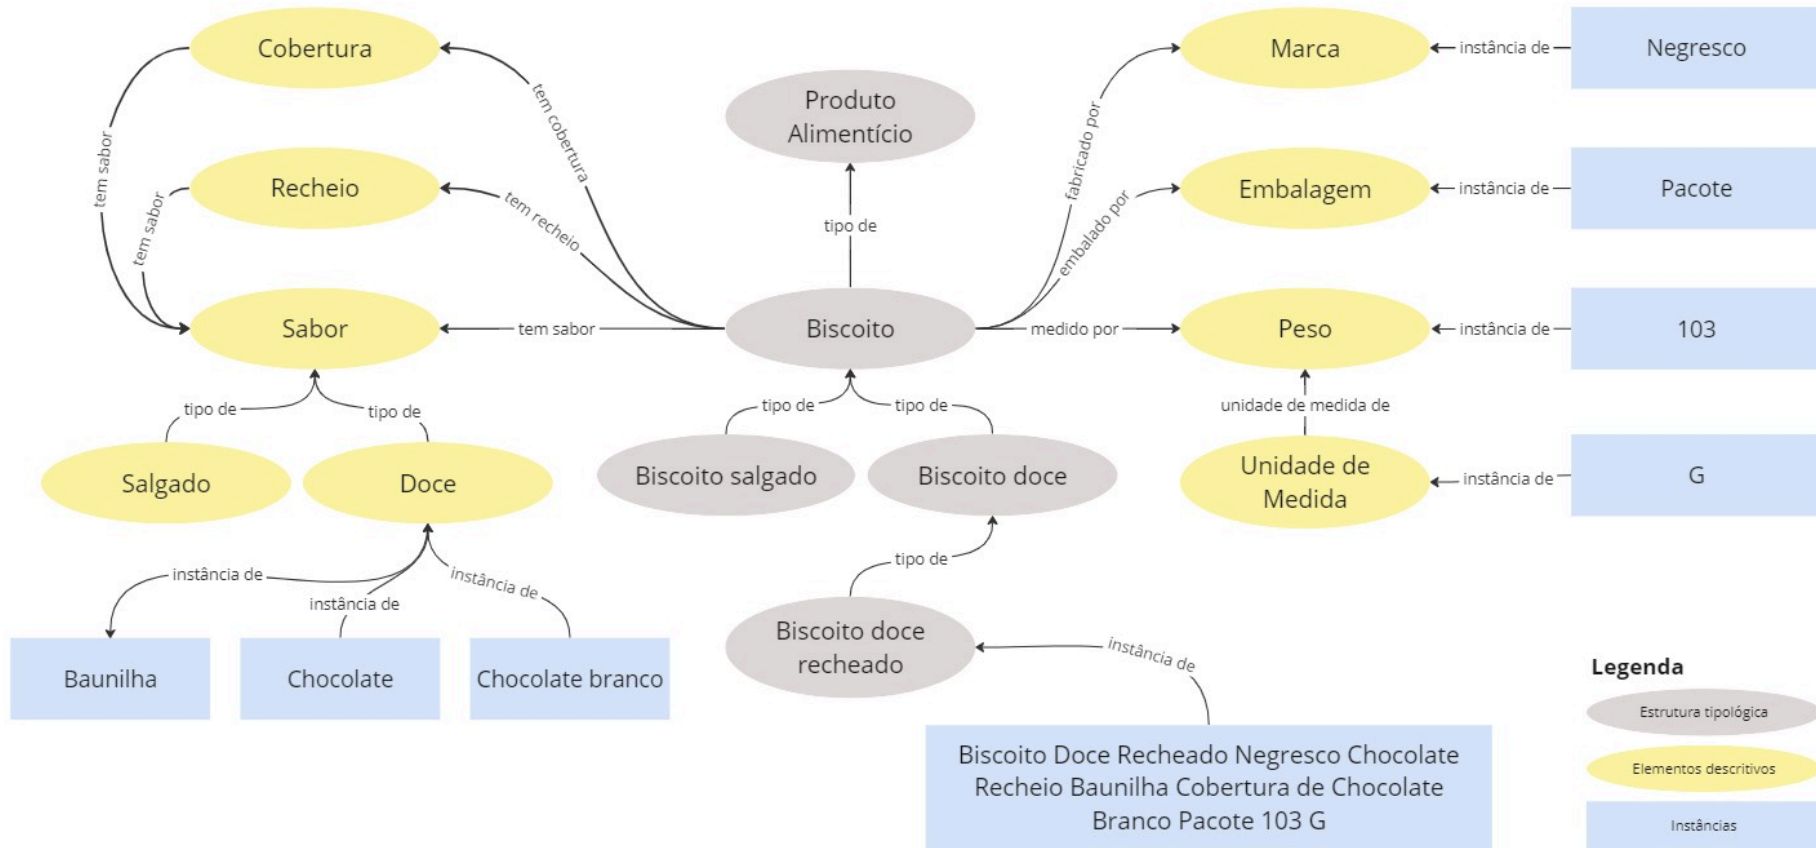 Cobertura
Marca
instância de
Negresco
Produto
Alimentício
tem sabor
tem cobertura
fabricado por
Recheio
Embalagem
instância de
Pacote
tem sabor
tem recheio
tipo de
embalado por
Sabor
tem sabor
Biscoito
medido por
Peso
instância de
103
tipo de
tipo de
tipo de
tipo de
unidade de medida de
Salgado
Doce
Biscoito salgado
Biscoito doce
Unidade de
Medida
instância de
G
instância de
instância de
instância de
tipo de
Baunilha
Chocolate
Chocolate branco
Biscoito doce
recheado
instância de
Biscoito Doce Recheado Negresco Chocolate
Recheio Baunilha Cobertura de Chocolate
Branco Pacote 103 G
Legenda
Estrutura tipológica
Elementos descritivos
Instâncias